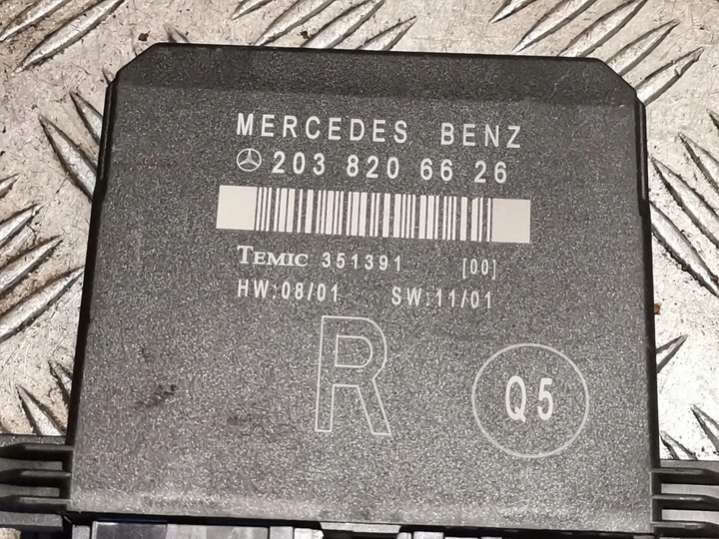 MERCEDES BENZ
203 820 66 26
TEMIC 351391 [00]
HW:08/01 SW:11/01
R
Q5